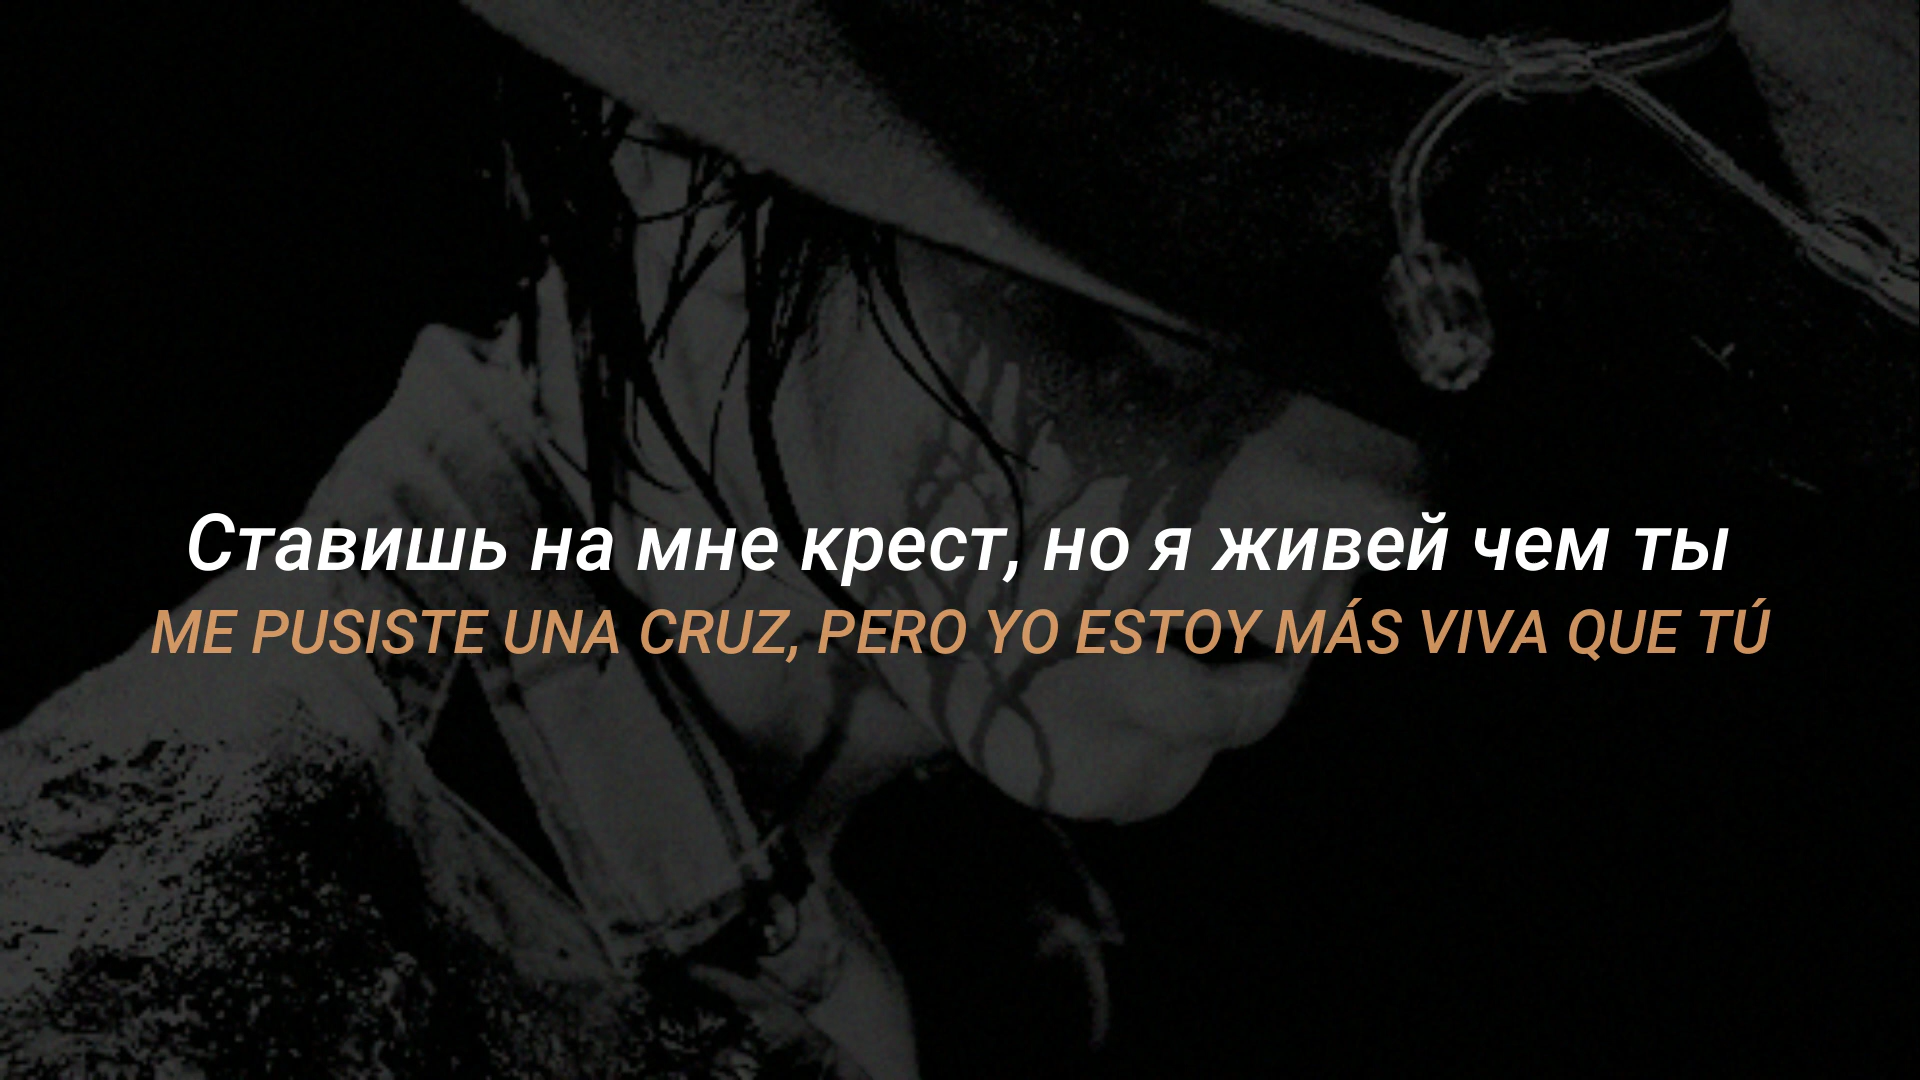 Ставишь на мне крест, но я живей чем ты
ME PUSISTE UNA CRUZ, PERO YO ESTOY MÁS VIVA QUE TÚ